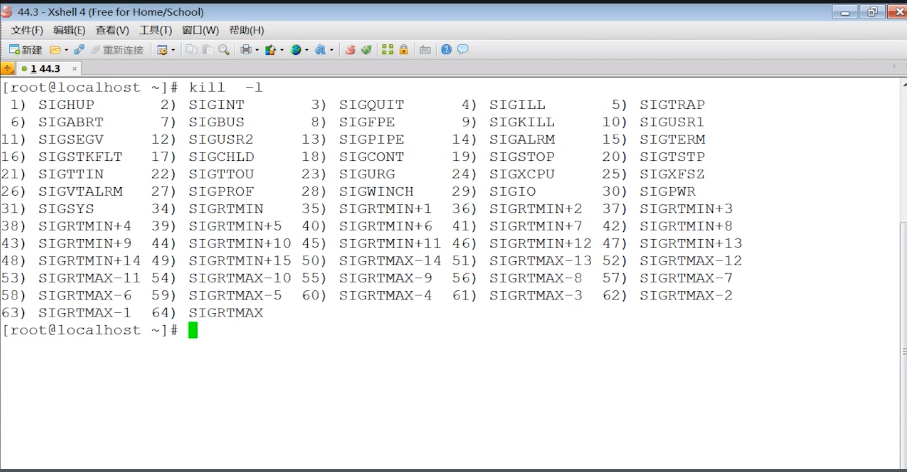 44.3 - Xshell 4 (Free for Home/School)
文件(F) 编辑(E) 查看(V) 工具(T) 窗口(W) 帮助(H)
新建 重新连接
1 44.3
[root@localhost ~]# kill  -l
 1) SIGHUP       2) SIGINT       3) SIGQUIT      4) SIGILL       5) SIGTRAP
 6) SIGABRT      7) SIGBUS       8) SIGFPE       9) SIGKILL     10) SIGUSR1
11) SIGSEGV     12) SIGUSR2     13) SIGPIPE     14) SIGALRM     15) SIGTERM
16) SIGSTKFLT   17) SIGCHLD     18) SIGCONT     19) SIGSTOP     20) SIGTSTP
21) SIGTTIN     22) SIGTTOU     23) SIGURG      24) SIGXCPU     25) SIGXFSZ
26) SIGVTALRM   27) SIGPROF     28) SIGWINCH    29) SIGIO       30) SIGPWR
31) SIGSYS      34) SIGRTMIN    35) SIGRTMIN+1  36) SIGRTMIN+2  37) SIGRTMIN+3
38) SIGRTMIN+4  39) SIGRTMIN+5  40) SIGRTMIN+6  41) SIGRTMIN+7  42) SIGRTMIN+8
43) SIGRTMIN+9  44) SIGRTMIN+10 45) SIGRTMIN+11 46) SIGRTMIN+12 47) SIGRTMIN+13
48) SIGRTMIN+14 49) SIGRTMIN+15 50) SIGRTMAX-14 51) SIGRTMAX-13 52) SIGRTMAX-12
53) SIGRTMAX-11 54) SIGRTMAX-10 55) SIGRTMAX-9  56) SIGRTMAX-8  57) SIGRTMAX-7
58) SIGRTMAX-6  59) SIGRTMAX-5  60) SIGRTMAX-4  61) SIGRTMAX-3  62) SIGRTMAX-2
63) SIGRTMAX-1  64) SIGRTMAX
[root@localhost ~]#